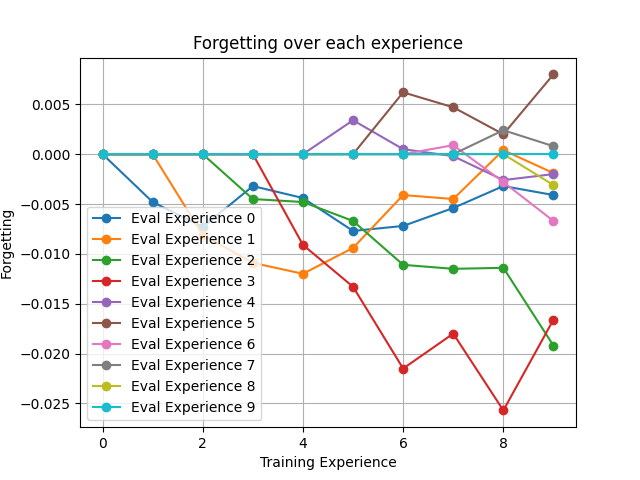 Forgetting over each experience
0.005
0.000
−0.005
−0.010
−0.015
−0.020
−0.025
Forgetting
Eval Experience 0
Eval Experience 1
Eval Experience 2
Eval Experience 3
Eval Experience 4
Eval Experience 5
Eval Experience 6
Eval Experience 7
Eval Experience 8
Eval Experience 9
0 2 4 6 8
Training Experience